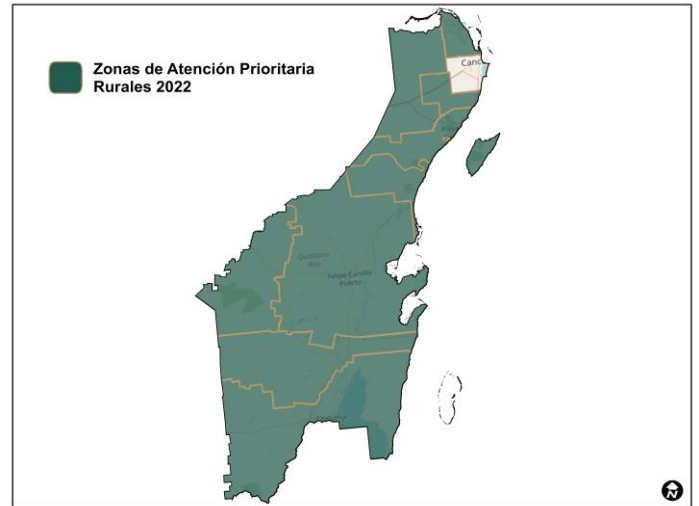 Zonas de Atención Prioritaria
Rurales 2022
Canc
Quintana
Roo
Felipe Carrillo
Puerto
Chetumal
N